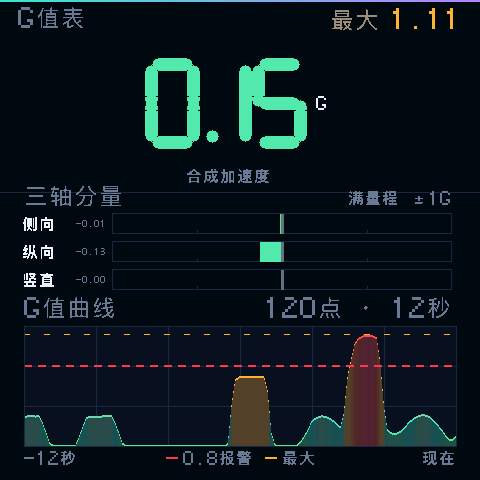 G值表
最大 1.11
0.15 G
合成加速度
三轴分量 满量程 ±1G
侧向 -0.01
纵向 -0.13
竖直 -0.00
G值曲线 120点 · 12秒
-12秒 0.8报警 最大 现在